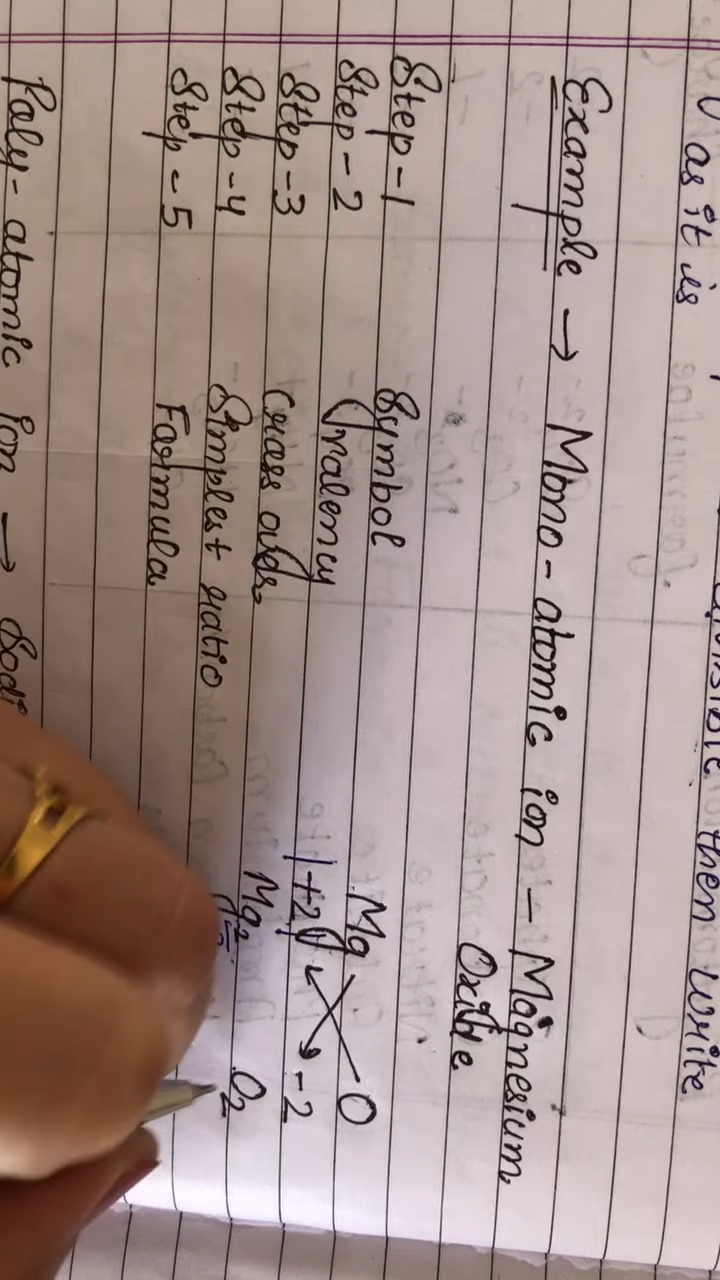 as it is then write
Example → Mono-atomic ion – Magnesium
Oxide
Step-1 Symbol Mg O
Step-2 Valency +2 -2
Step-3 Cross over Mg2 O2
Step-4 Simplest ratio
Step-5 Formula
Poly-atomic ion →